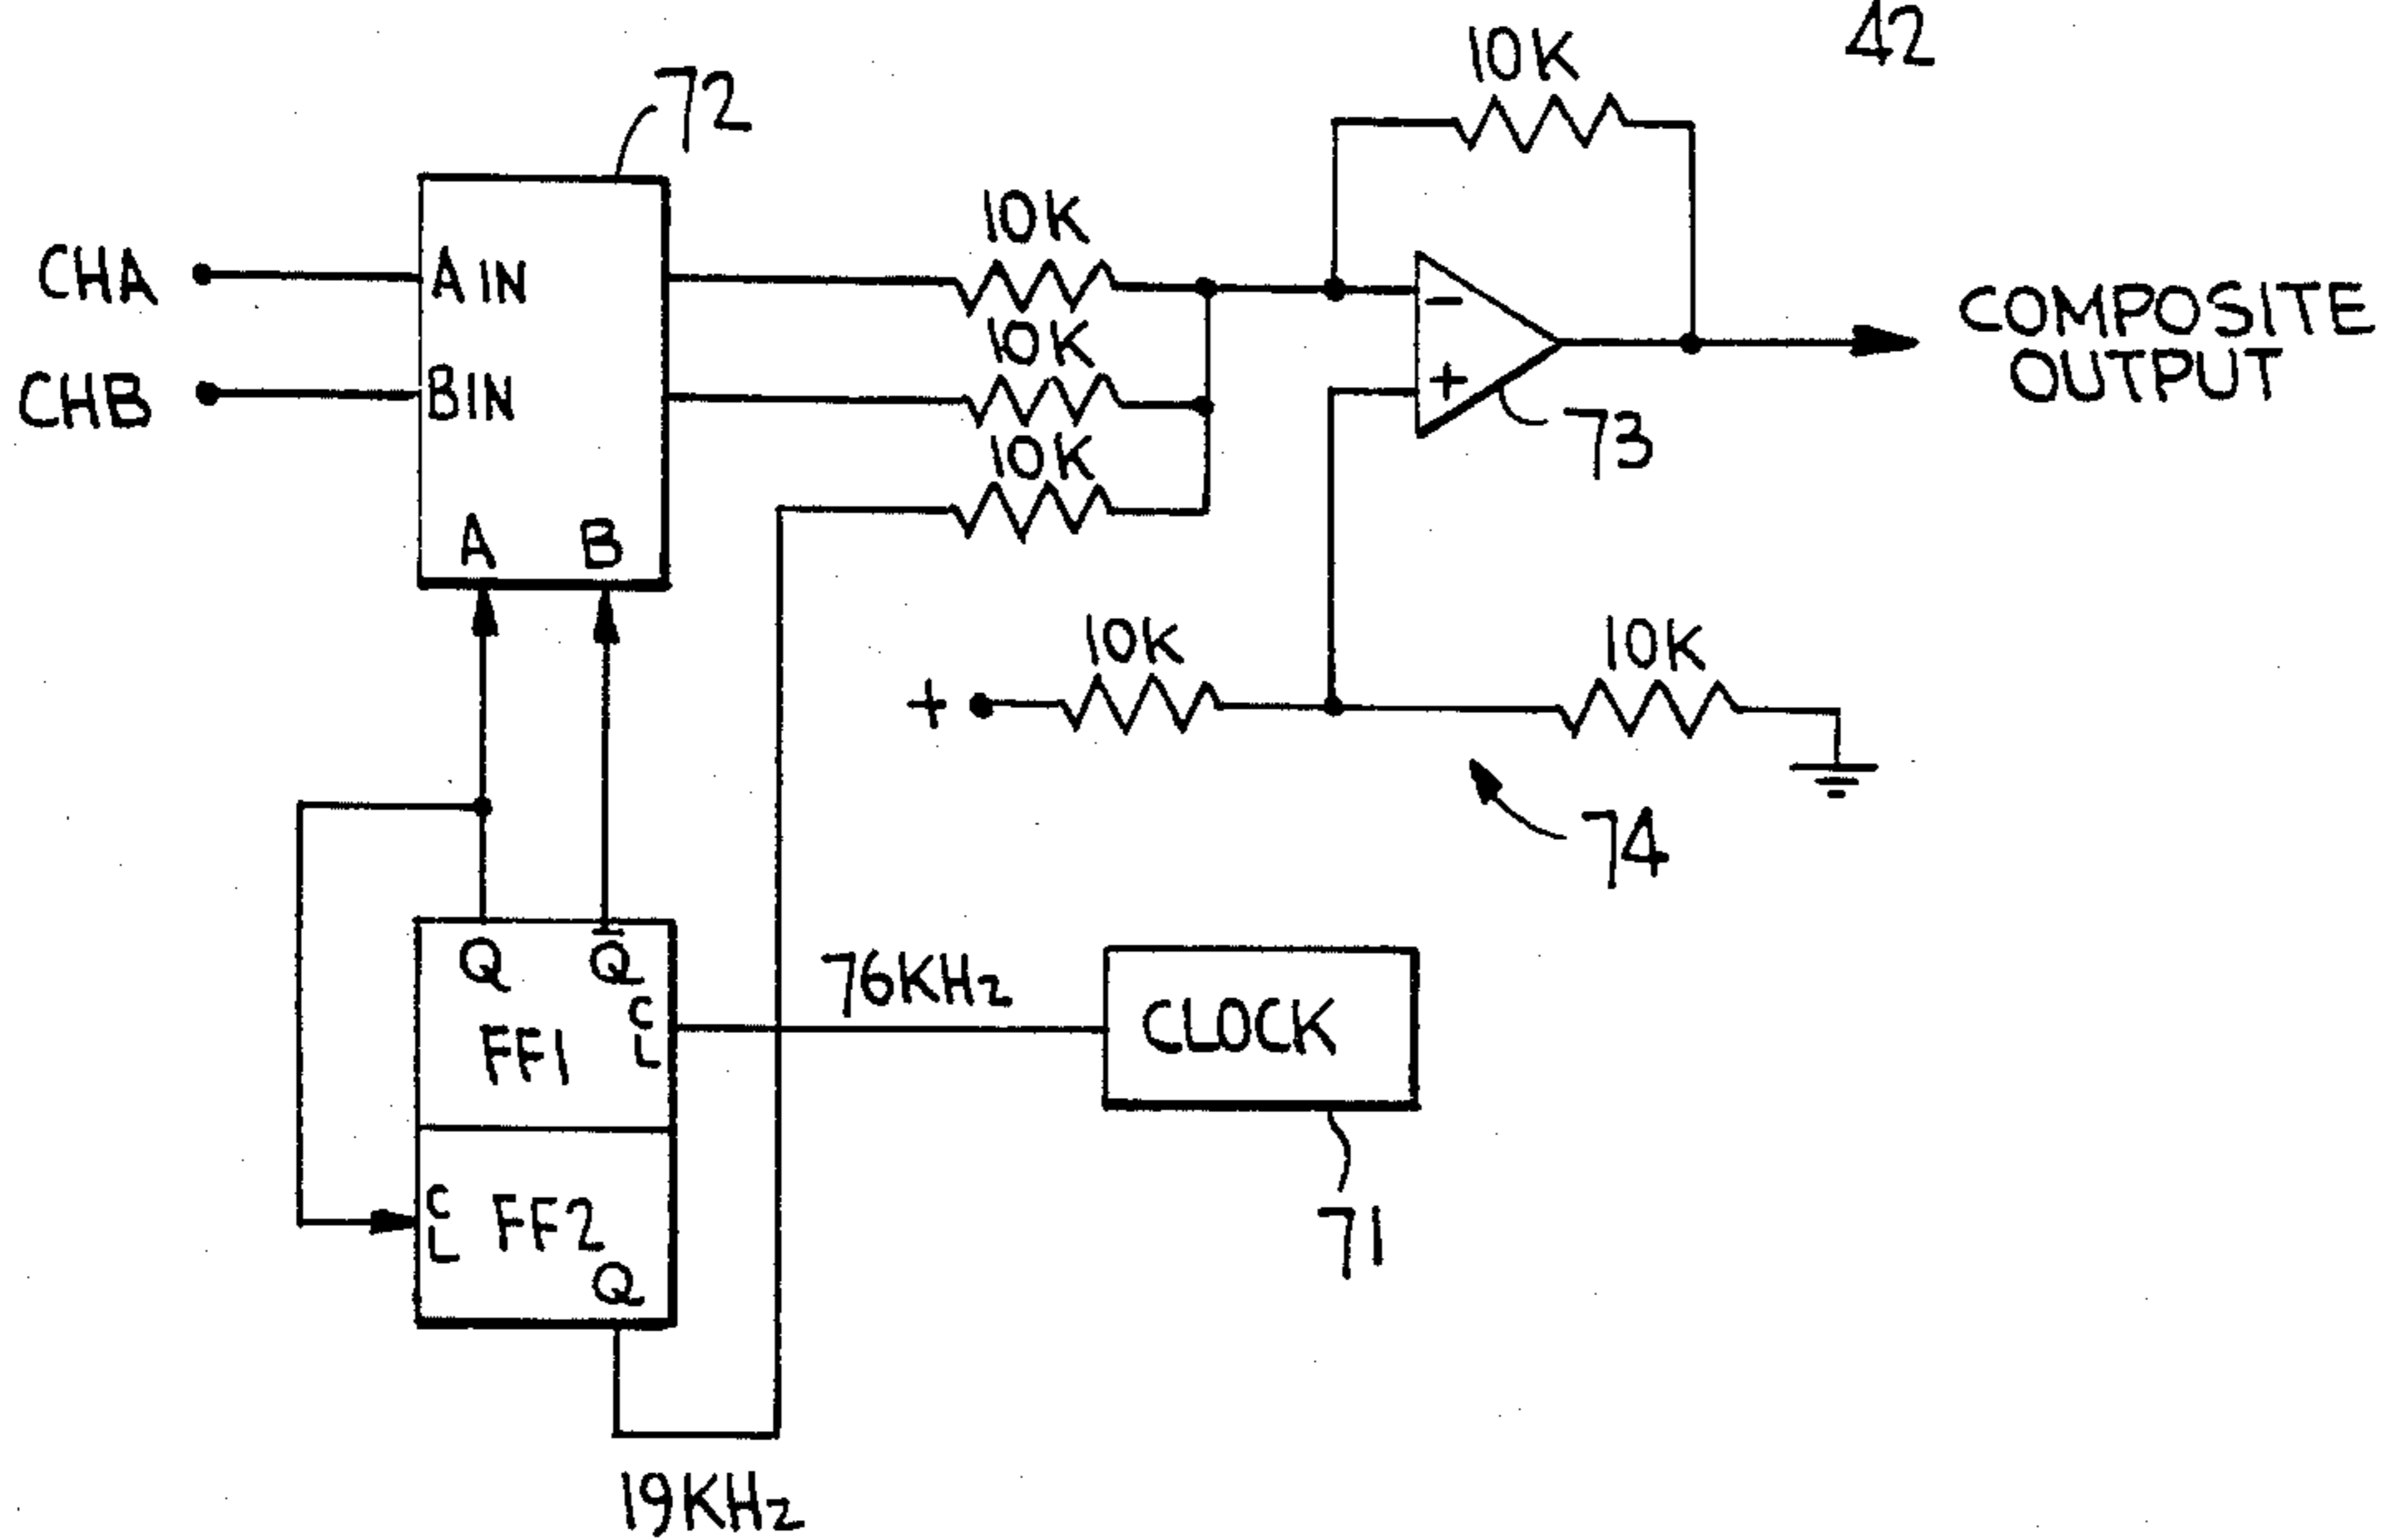 42
10K
72
10K
CHA
A IN
10K
−
COMPOSITE
OUTPUT
CHB
B IN
+
73
10K
A
B
10K
10K
+
74
Q
Q̅
76KHz
C
L
FF1
CLOCK
C
L
FF2
Q
71
19KHz